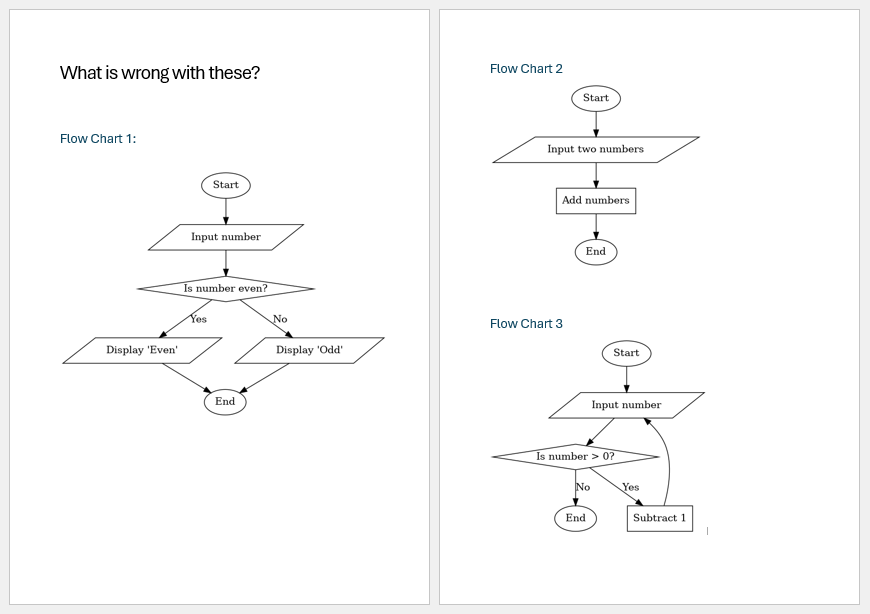 What is wrong with these?
Flow Chart 1:
Start
Input number
Is number even?
Yes
No
Display 'Even'
Display 'Odd'
End
Flow Chart 2
Start
Input two numbers
Add numbers
End
Flow Chart 3
Start
Input number
Is number > 0?
No
Yes
End
Subtract 1